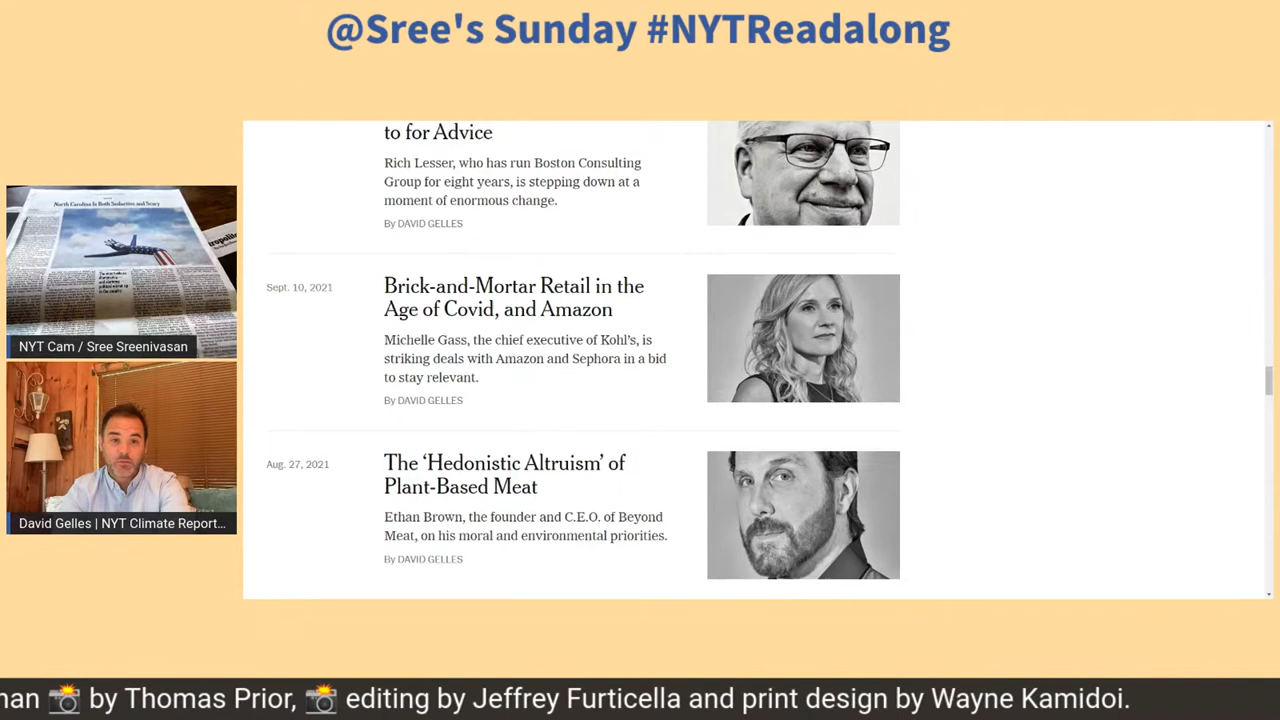 @Sree's Sunday #NYTReadalong
to for Advice
Rich Lesser, who has run Boston Consulting
Group for eight years, is stepping down at a
moment of enormous change.
By DAVID GELLES
Sept. 10, 2021
Brick-and-Mortar Retail in the
Age of Covid, and Amazon
Michelle Gass, the chief executive of Kohl's, is
striking deals with Amazon and Sephora in a bid
to stay relevant.
By DAVID GELLES
Aug. 27, 2021
The ‘Hedonistic Altruism’ of
Plant-Based Meat
Ethan Brown, the founder and C.E.O. of Beyond
Meat, on his moral and environmental priorities.
By DAVID GELLES
North Carolina Is Both Seductive and Scary
NYT Cam / Sree Sreenivasan
David Gelles | NYT Climate Report...
by Thomas Prior, editing by Jeffrey Furticella and print design by Wayne Kamidoi.